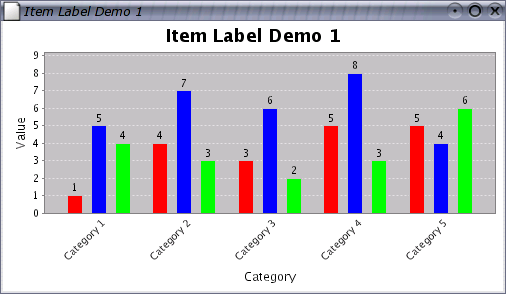 Item Label Demo 1
Item Label Demo 1
Value
9
8
7
6
5
4
3
2
1
0
1 5 4
4 7 3
3 6 2
5 8 3
5 4 6
Category 1
Category 2
Category 3
Category 4
Category 5
Category